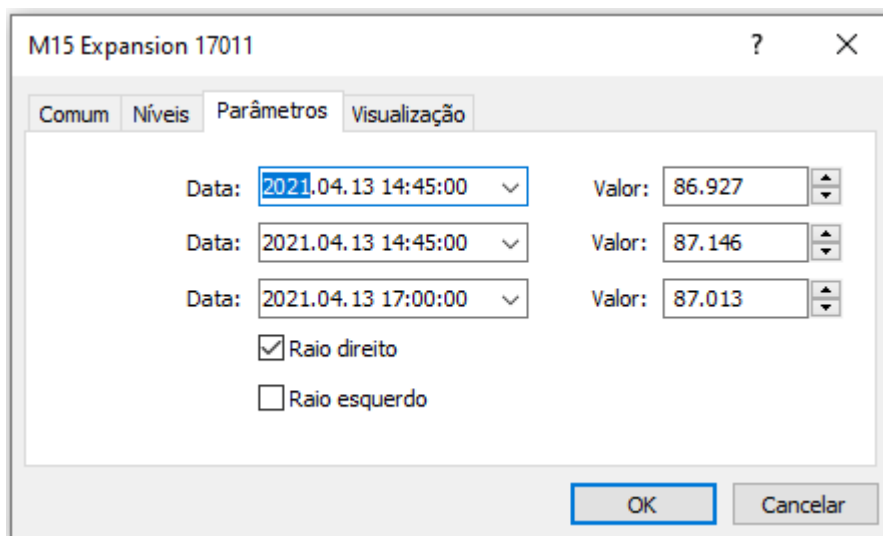 M15 Expansion 17011 ?
Comum Níveis Parâmetros Visualização
Data: 2021.04.13 14:45:00 Valor: 86.927
Data: 2021.04.13 14:45:00 Valor: 87.146
Data: 2021.04.13 17:00:00 Valor: 87.013
Raio direito
Raio esquerdo
OK Cancelar